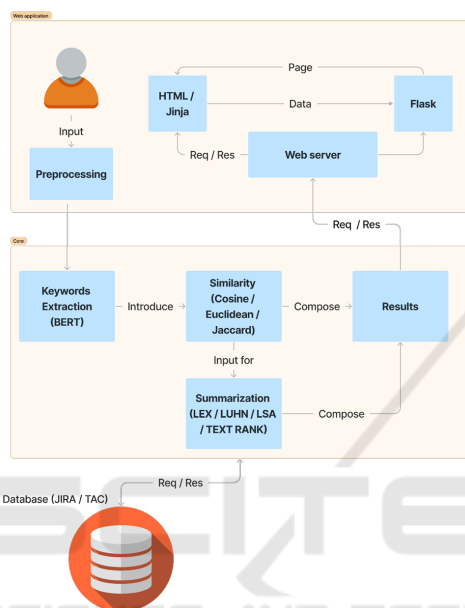 Web application
Page
HTML /
Jinja
Data
Flask
Input
Req / Res
Web server
Preprocessing
Req / Res
Core
Keywords
Extraction
(BERT)
Introduce
Similarity
(Cosine /
Euclidean /
Jaccard)
Compose
Results
Input for
Summarization
(LEX / LUHN / LSA
/ TEXT RANK)
Compose
Req / Res
Database (JIRA / TAC)